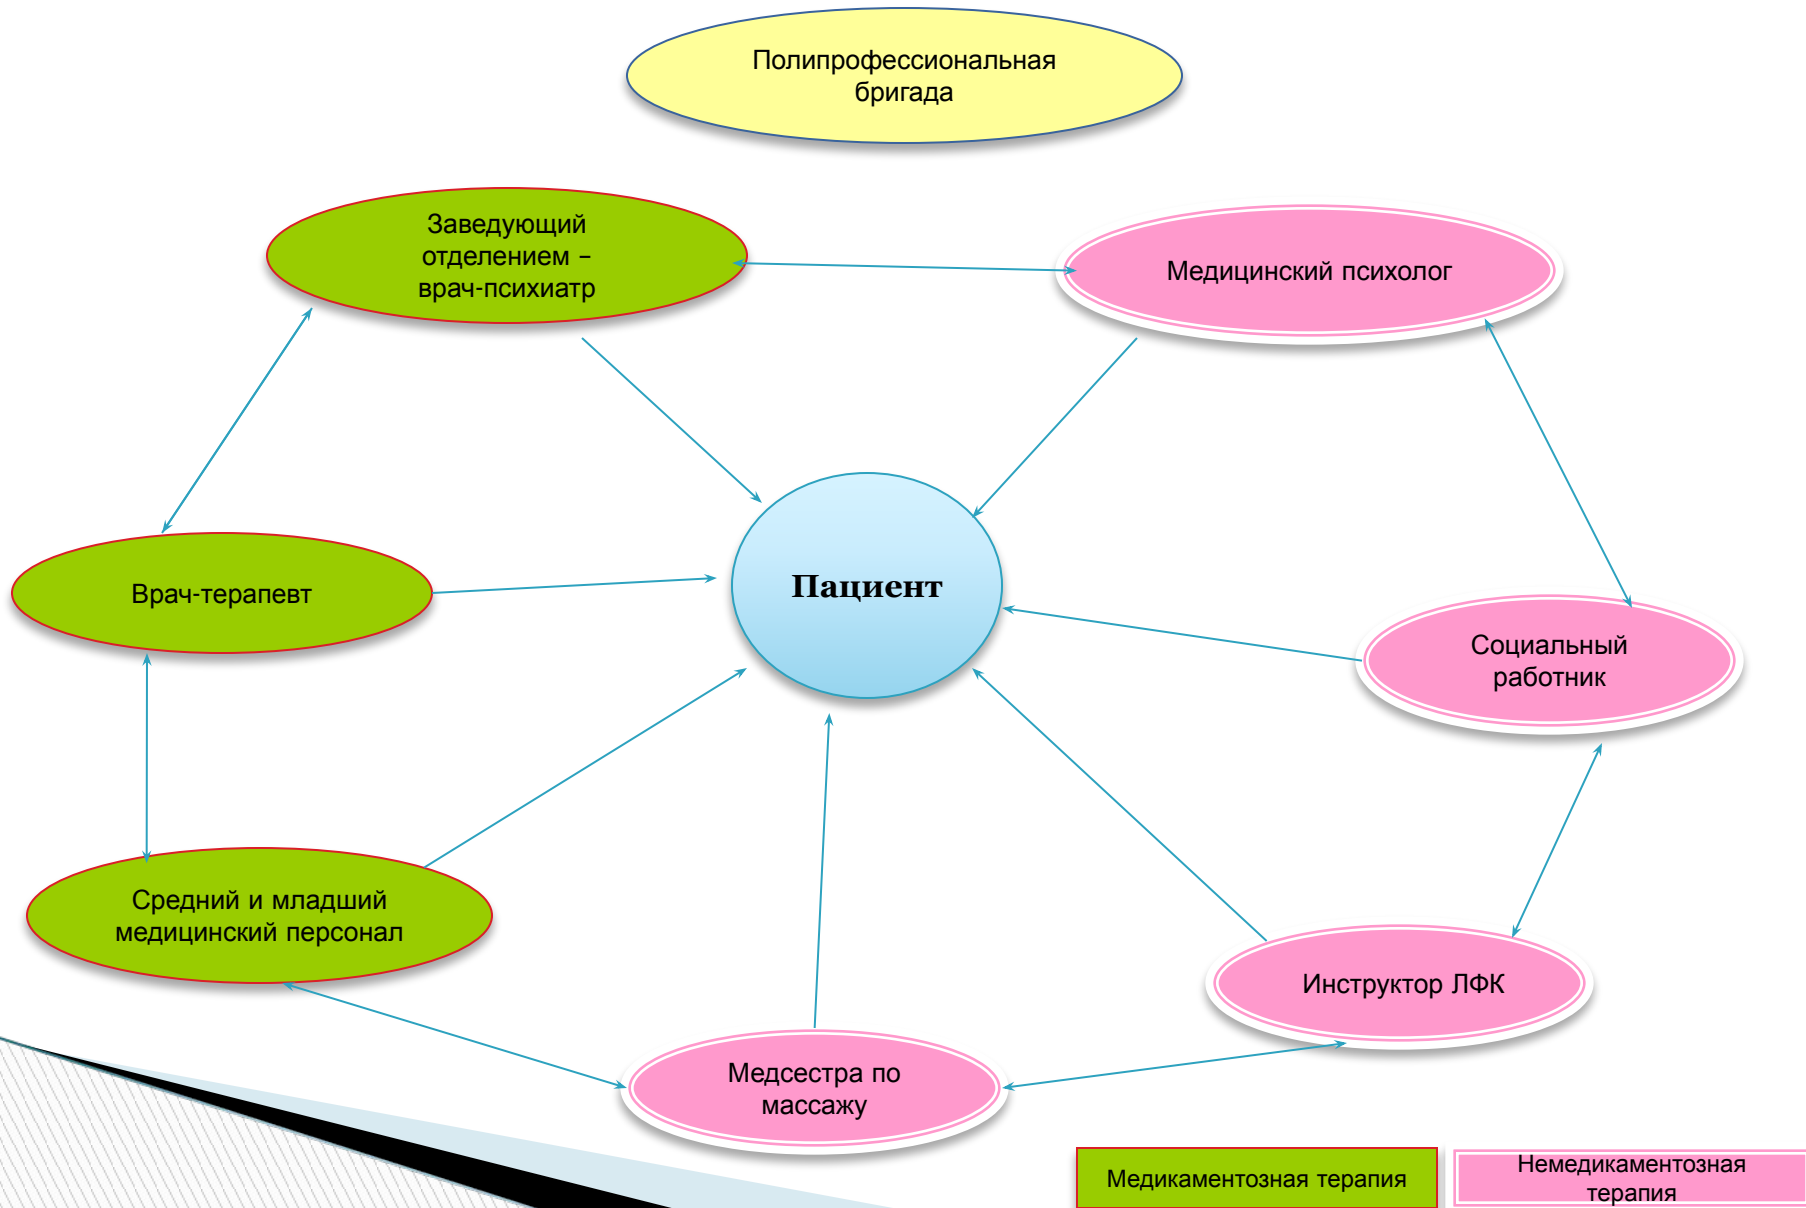 Полипрофессиональная
бригада
Заведующий
отделением –
врач-психиатр
Медицинский психолог
Врач-терапевт
Пациент
Социальный
работник
Средний и младший
медицинский персонал
Инструктор ЛФК
Медсестра по
массажу
Медикаментозная терапия
Немедикаментозная
терапия